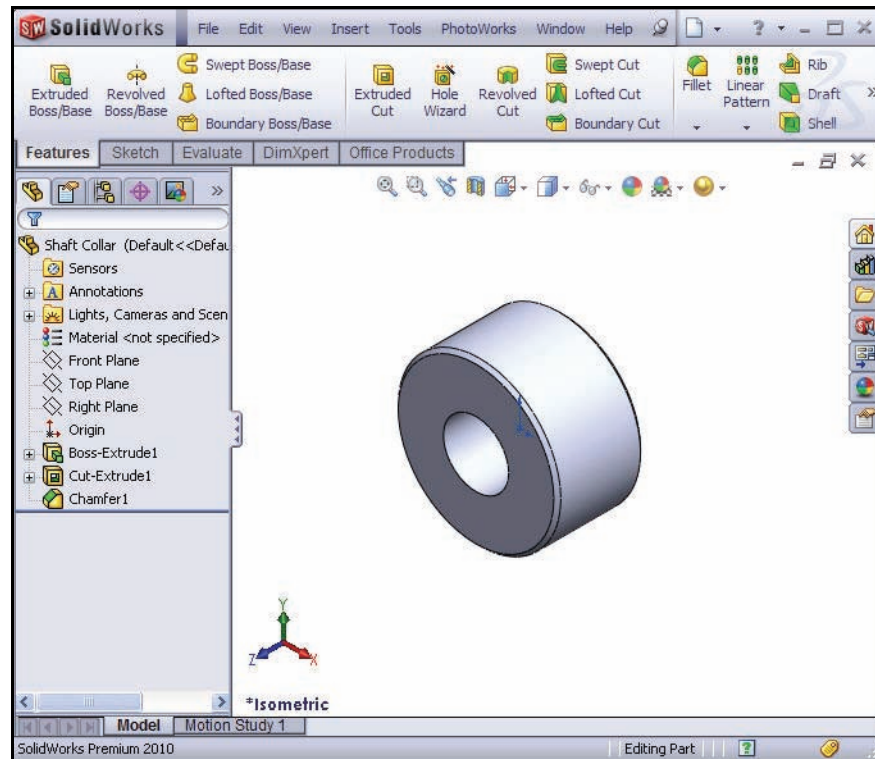 SolidWorks File Edit View Insert Tools PhotoWorks Window Help
Extruded Boss/Base
Revolved Boss/Base
Swept Boss/Base
Lofted Boss/Base
Boundary Boss/Base
Extruded Cut
Hole Wizard
Revolved Cut
Swept Cut
Lofted Cut
Boundary Cut
Fillet
Linear Pattern
Rib
Draft
Shell
Features Sketch Evaluate DimXpert Office Products
Shaft Collar (Default<<Defau
Sensors
Annotations
Lights, Cameras and Scen
Material <not specified>
Front Plane
Top Plane
Right Plane
Origin
Boss-Extrude1
Cut-Extrude1
Chamfer1
Y
Z X
*Isometric
Model Motion Study 1
SolidWorks Premium 2010 Editing Part